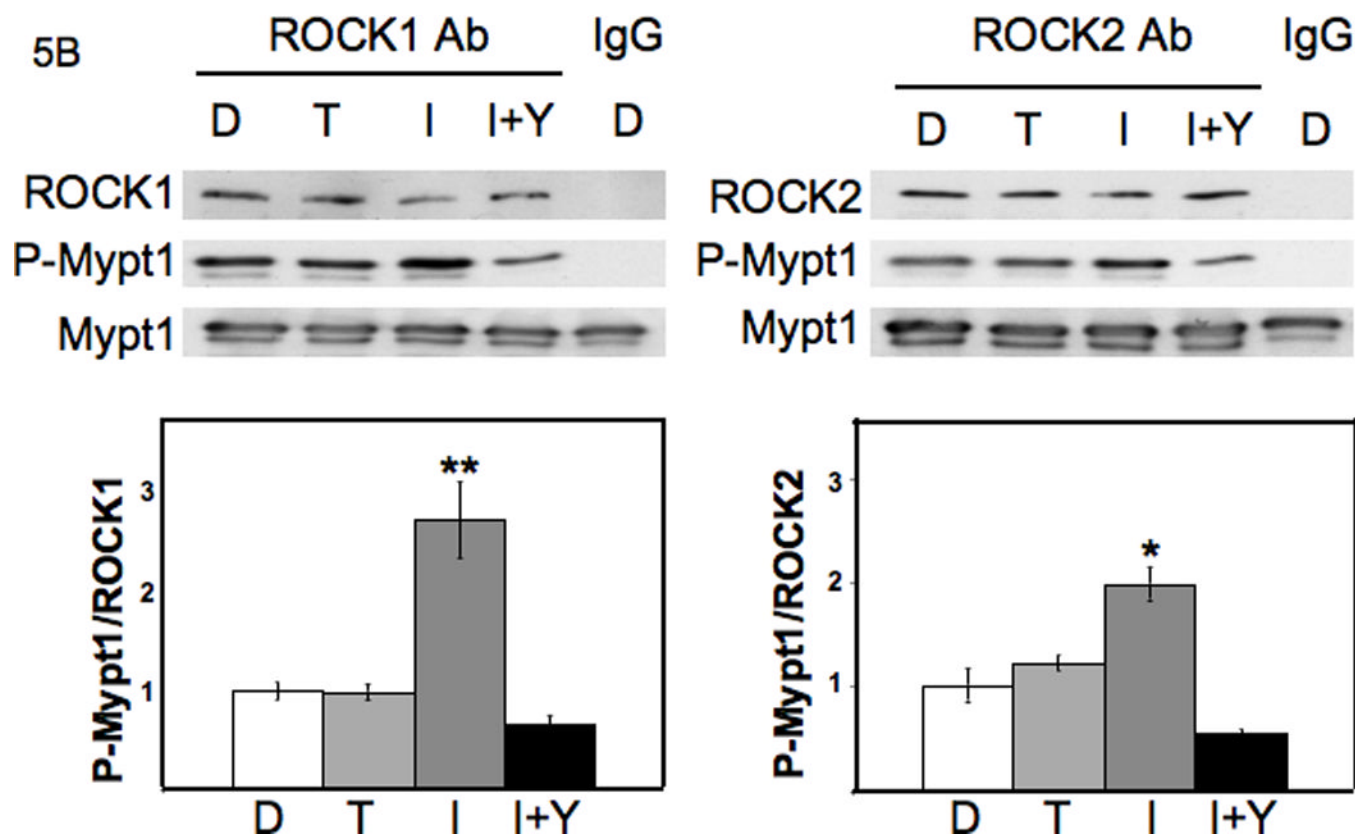 5B
ROCK1 Ab IgG
D T I I+Y D
ROCK1
P-Mypt1
Mypt1
ROCK2 Ab IgG
D T I I+Y D
ROCK2
P-Mypt1
Mypt1
P-Mypt1/ROCK1
3
2
1
**
D T I I+Y
P-Mypt1/ROCK2
3
2
1
*
D T I I+Y